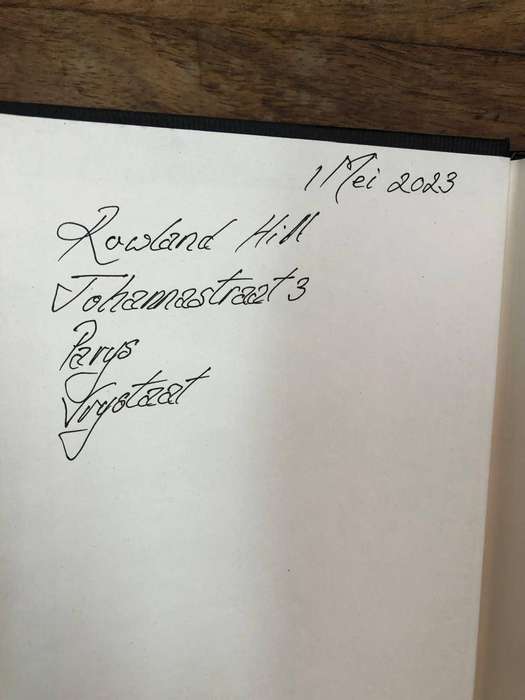 1 Mei 2023
Rowland Hill
Johannastraat 3
Parys
Vrystaat